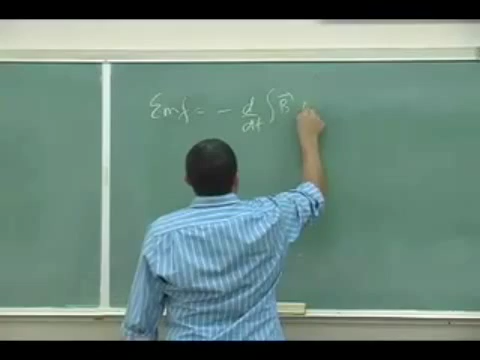 Emf = - d/dt ∫ B⃗